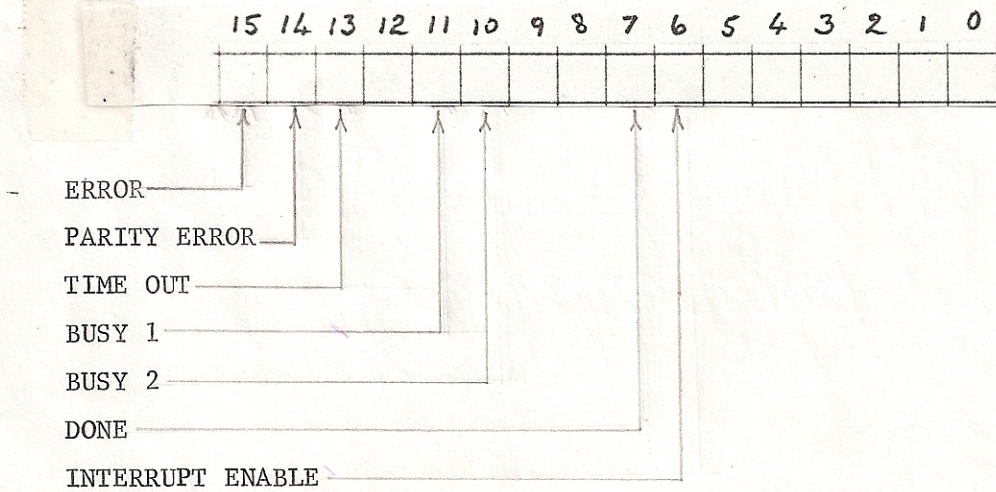 15 14 13 12 11 10 9 8 7 6 5 4 3 2 1 0
ERROR
PARITY ERROR
TIME OUT
BUSY 1
BUSY 2
DONE
INTERRUPT ENABLE